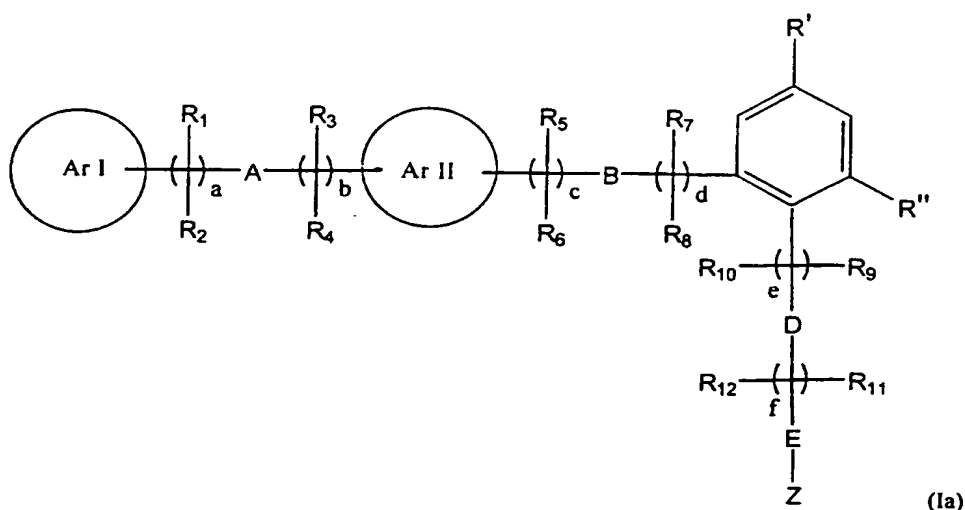 R'
R₁ R₃ R₅ R₇
Ar I ( ) a A ( ) b Ar II ( ) c B ( ) d
R₂ R₄ R₆ R₈ R"
R₁₀ ( ) e R₉
D
R₁₂ ( ) f R₁₁
E
Z
(Ia)